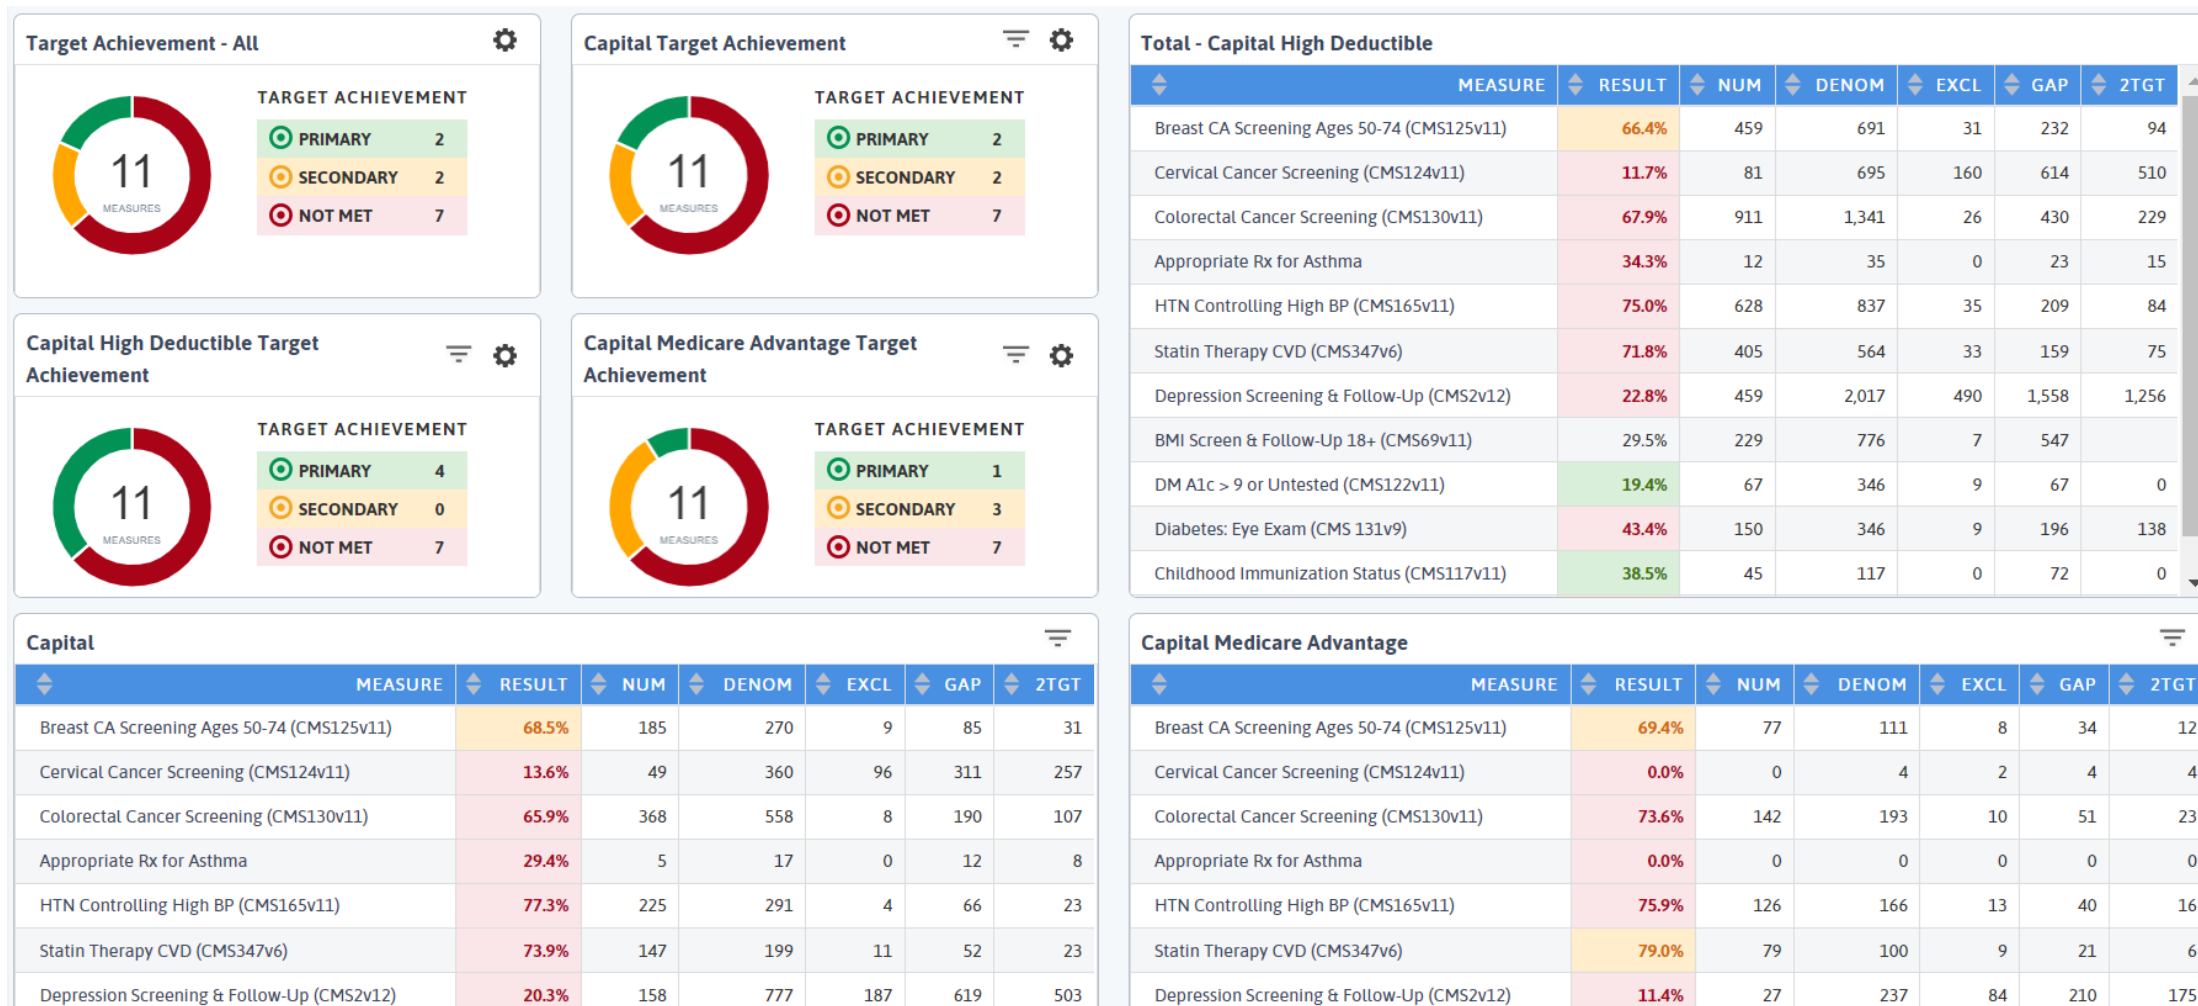 Target Achievement - All
TARGET ACHIEVEMENT
PRIMARY 2
SECONDARY 2
NOT MET 7
11
MEASURES
Capital Target Achievement
TARGET ACHIEVEMENT
PRIMARY 2
SECONDARY 2
NOT MET 7
11
MEASURES
Total - Capital High Deductible
MEASURE RESULT NUM DENOM EXCL GAP 2TGT
Breast CA Screening Ages 50-74 (CMS125v11) 66.4% 459 691 31 232 94
Cervical Cancer Screening (CMS124v11) 11.7% 81 695 160 614 510
Colorectal Cancer Screening (CMS130v11) 67.9% 911 1,341 26 430 229
Appropriate Rx for Asthma 34.3% 12 35 0 23 15
HTN Controlling High BP (CMS165v11) 75.0% 628 837 35 209 84
Statin Therapy CVD (CMS347v6) 71.8% 405 564 33 159 75
Depression Screening & Follow-Up (CMS2v12) 22.8% 459 2,017 490 1,558 1,256
BMI Screen & Follow-Up 18+ (CMS69v11) 29.5% 229 776 7 547
DM A1c > 9 or Untested (CMS122v11) 19.4% 67 346 9 67 0
Diabetes: Eye Exam (CMS 131v9) 43.4% 150 346 9 196 138
Childhood Immunization Status (CMS117v11) 38.5% 45 117 0 72 0
Capital High Deductible Target
Achievement
TARGET ACHIEVEMENT
PRIMARY 4
SECONDARY 0
NOT MET 7
11
MEASURES
Capital Medicare Advantage Target
Achievement
TARGET ACHIEVEMENT
PRIMARY 1
SECONDARY 3
NOT MET 7
11
MEASURES
Capital
MEASURE RESULT NUM DENOM EXCL GAP 2TGT
Breast CA Screening Ages 50-74 (CMS125v11) 68.5% 185 270 9 85 31
Cervical Cancer Screening (CMS124v11) 13.6% 49 360 96 311 257
Colorectal Cancer Screening (CMS130v11) 65.9% 368 558 8 190 107
Appropriate Rx for Asthma 29.4% 5 17 0 12 8
HTN Controlling High BP (CMS165v11) 77.3% 225 291 4 66 23
Statin Therapy CVD (CMS347v6) 73.9% 147 199 11 52 23
Depression Screening & Follow-Up (CMS2v12) 20.3% 158 777 187 619 503
Capital Medicare Advantage
MEASURE RESULT NUM DENOM EXCL GAP 2TGT
Breast CA Screening Ages 50-74 (CMS125v11) 69.4% 77 111 8 34 12
Cervical Cancer Screening (CMS124v11) 0.0% 0 4 2 4 4
Colorectal Cancer Screening (CMS130v11) 73.6% 142 193 10 51 23
Appropriate Rx for Asthma 0.0% 0 0 0 0 0
HTN Controlling High BP (CMS165v11) 75.9% 126 166 13 40 16
Statin Therapy CVD (CMS347v6) 79.0% 79 100 9 21 6
Depression Screening & Follow-Up (CMS2v12) 11.4% 27 237 84 210 175